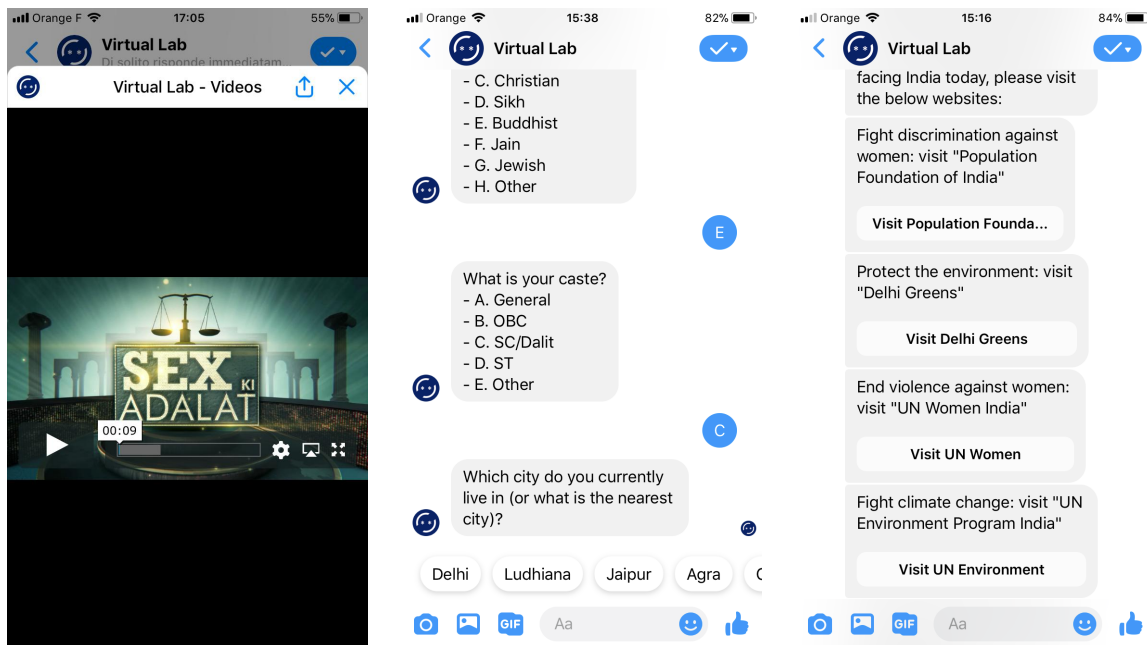 Orange F
17:05
55%
Virtual Lab
Di solito risponde immediatam...
Virtual Lab - Videos
SEX
KI
ADALAT
00:09
Orange
15:38
82%
Virtual Lab
- C. Christian
- D. Sikh
- E. Buddhist
- F. Jain
- G. Jewish
- H. Other
E
What is your caste?
- A. General
- B. OBC
- C. SC/Dalit
- D. ST
- E. Other
C
Which city do you currently
live in (or what is the nearest
city)?
Delhi
Ludhiana
Jaipur
Agra
GIF
Aa
Orange
15:16
84%
Virtual Lab
facing India today, please visit
the below websites:
Fight discrimination against
women: visit "Population
Foundation of India"
Visit Population Founda...
Protect the environment: visit
"Delhi Greens"
Visit Delhi Greens
End violence against women:
visit "UN Women India"
Visit UN Women
Fight climate change: visit "UN
Environment Program India"
Visit UN Environment
GIF
Aa